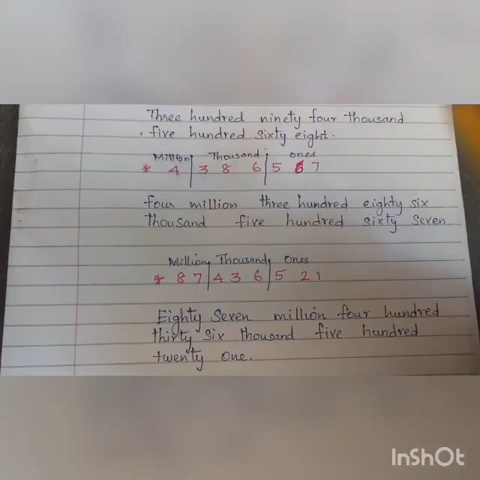 Three hundred ninety four thousand
, five hundred sixty eight.
Million Thousand ones
* 4 | 3 8 6 | 5 6 7
four million three hundred eighty six
thousand five hundred sixty Seven
Million Thousand Ones
* 8 7 | 4 3 6 | 5 2 1
Eighty Seven million four hundred
thirty six thousand five hundred
twenty one.
InShOt